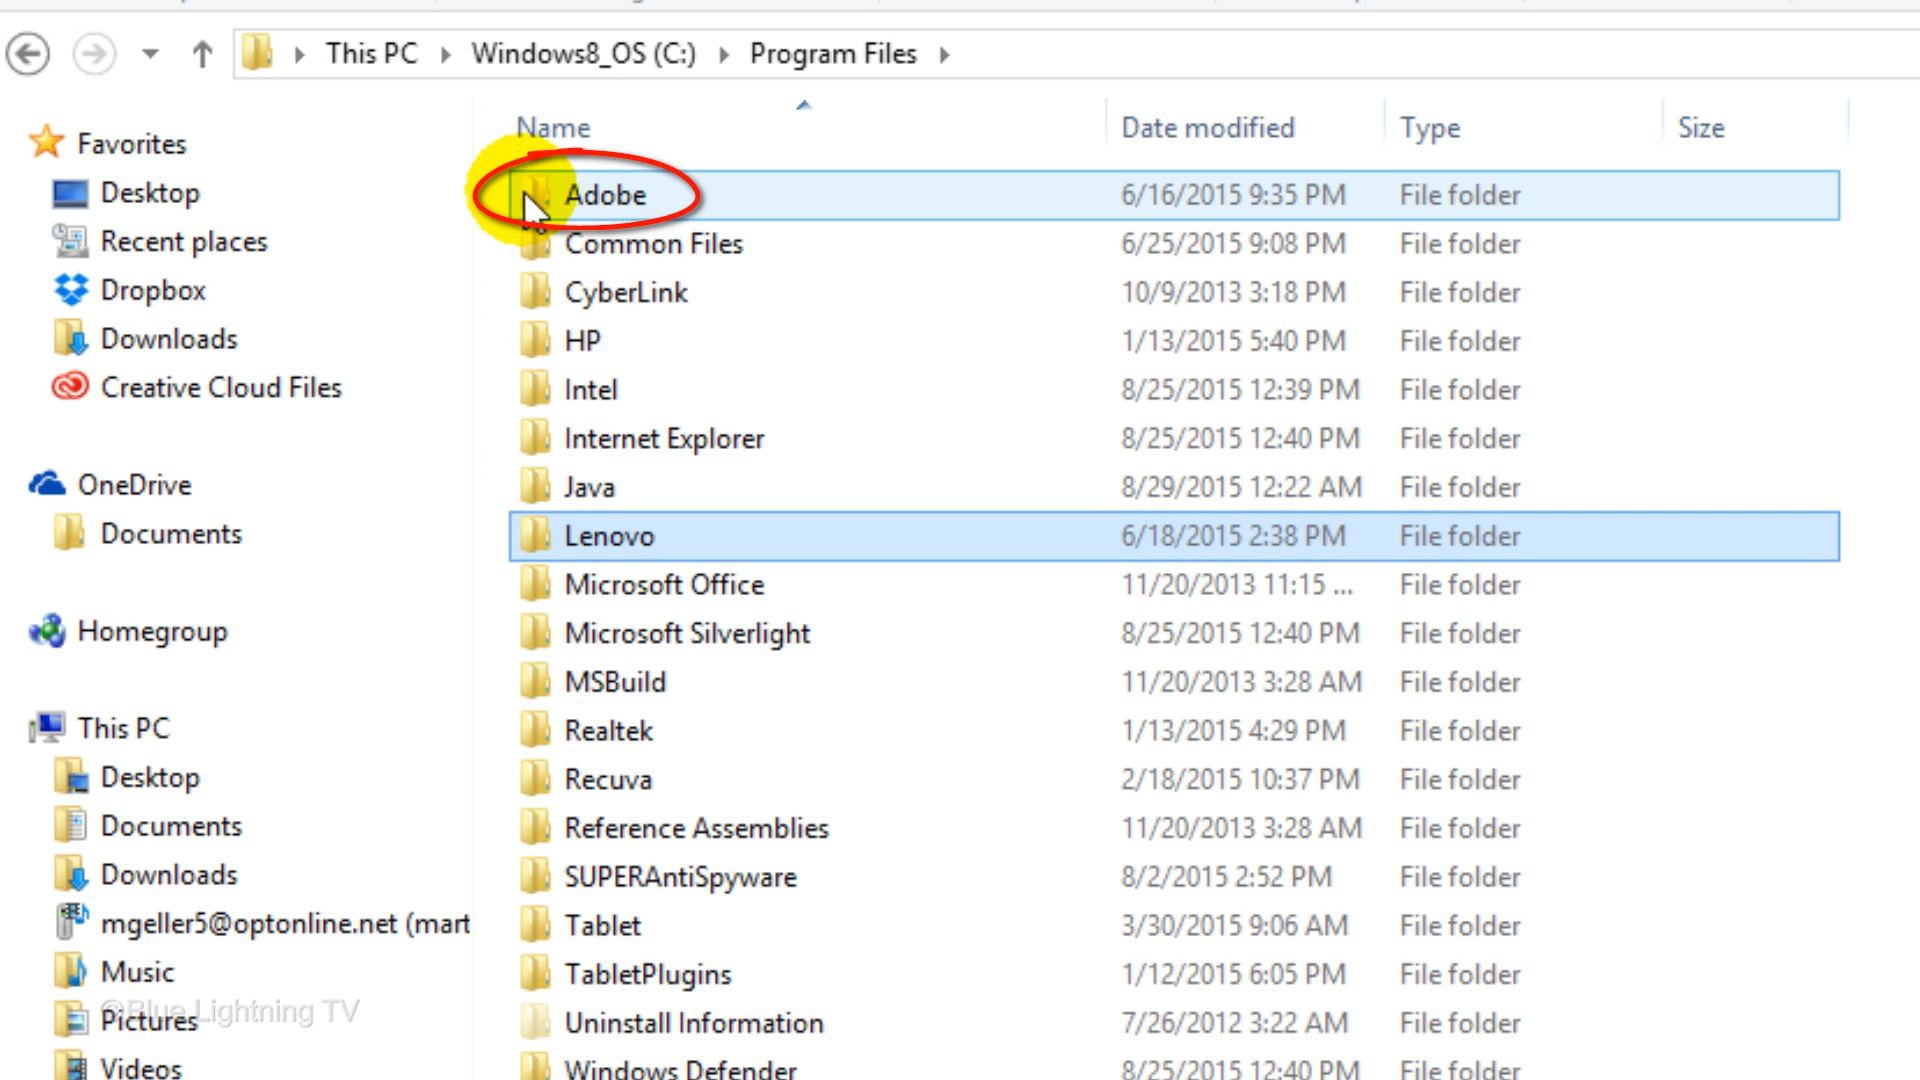 This PC Windows8_OS (C:) Program Files
Name Date modified Type Size
Favorites
Desktop
Recent places
Dropbox
Downloads
Creative Cloud Files
OneDrive
Documents
Homegroup
This PC
Desktop
Documents
Downloads
mgeller5@optonline.net (mart
Music
Pictures
Videos
Adobe 6/16/2015 9:35 PM File folder
Common Files 6/25/2015 9:08 PM File folder
CyberLink 10/9/2013 3:18 PM File folder
HP 1/13/2015 5:40 PM File folder
Intel 8/25/2015 12:39 PM File folder
Internet Explorer 8/25/2015 12:40 PM File folder
Java 8/29/2015 12:22 AM File folder
Lenovo 6/18/2015 2:38 PM File folder
Microsoft Office 11/20/2013 11:15 ... File folder
Microsoft Silverlight 8/25/2015 12:40 PM File folder
MSBuild 11/20/2013 3:28 AM File folder
Realtek 1/13/2015 4:29 PM File folder
Recuva 2/18/2015 10:37 PM File folder
Reference Assemblies 11/20/2013 3:28 AM File folder
SUPERAntiSpyware 8/2/2015 2:52 PM File folder
Tablet 3/30/2015 9:06 AM File folder
TabletPlugins 1/12/2015 6:05 PM File folder
Uninstall Information 7/26/2012 3:22 AM File folder
Windows Defender 8/25/2015 12:40 PM File folder
©Blue Lightning TV